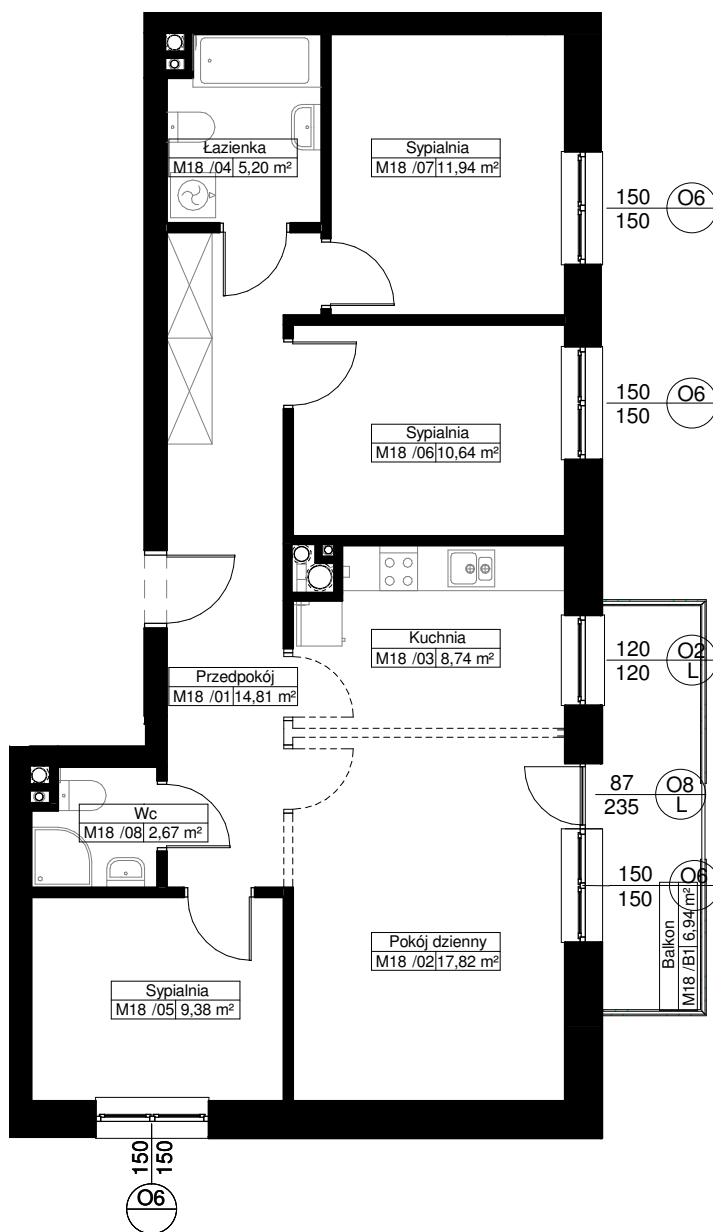 Łazienka
M18 /04 5,20 m²
Sypialnia
M18 /07 11,94 m²
150
150
O6
Sypialnia
M18 /06 10,64 m²
150
150
O6
Kuchnia
M18 /03 8,74 m²
120
120
O2
L
Przedpokój
M18 /01 14,81 m²
87
235
O8
L
Wc
M18 /08 2,67 m²
150
150
O6
Balkon
M18 /B1 6,94 m²
Pokój dzienny
M18 /02 17,82 m²
Sypialnia
M18 /05 9,38 m²
150
150
O6